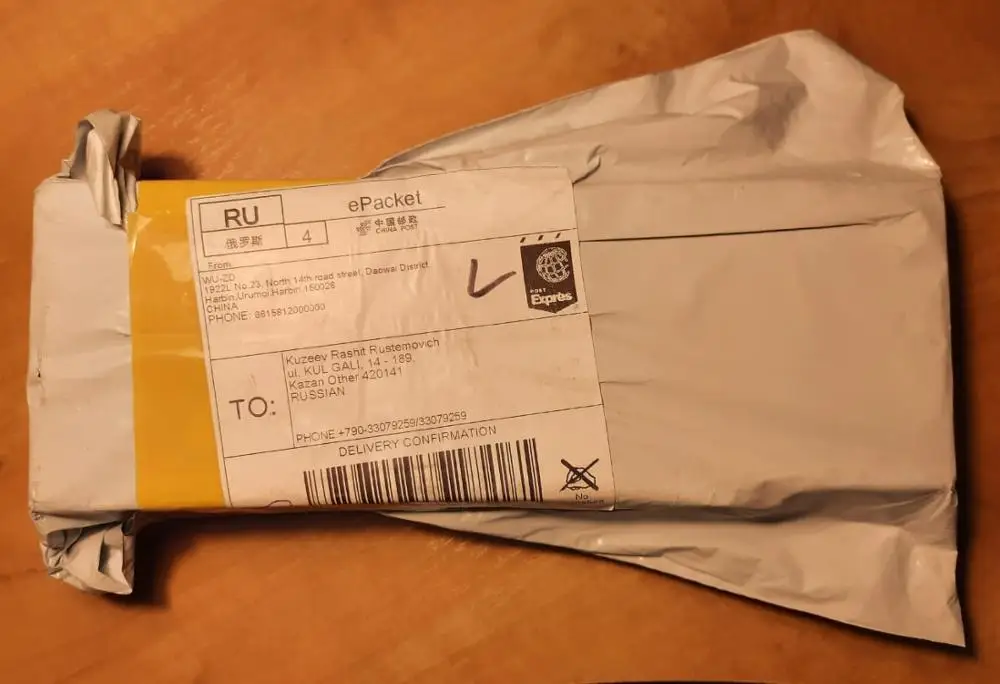 RU
ePacket
俄罗斯
4
中国邮政
CHINA POST
From:
WU-ZD
1922L No.23, North 14th road street, Daowai District
Harbin,Urumqi,Harbin,150026
CHINA
PHONE: 8615812000000
POST
Exprès
TO:
Kuzeev Rashit Rustemovich
ul. KUL GALI, 14 - 189,
Kazan Other 420141
RUSSIAN
PHONE:+790-33079259/33079259
DELIVERY CONFIRMATION
No